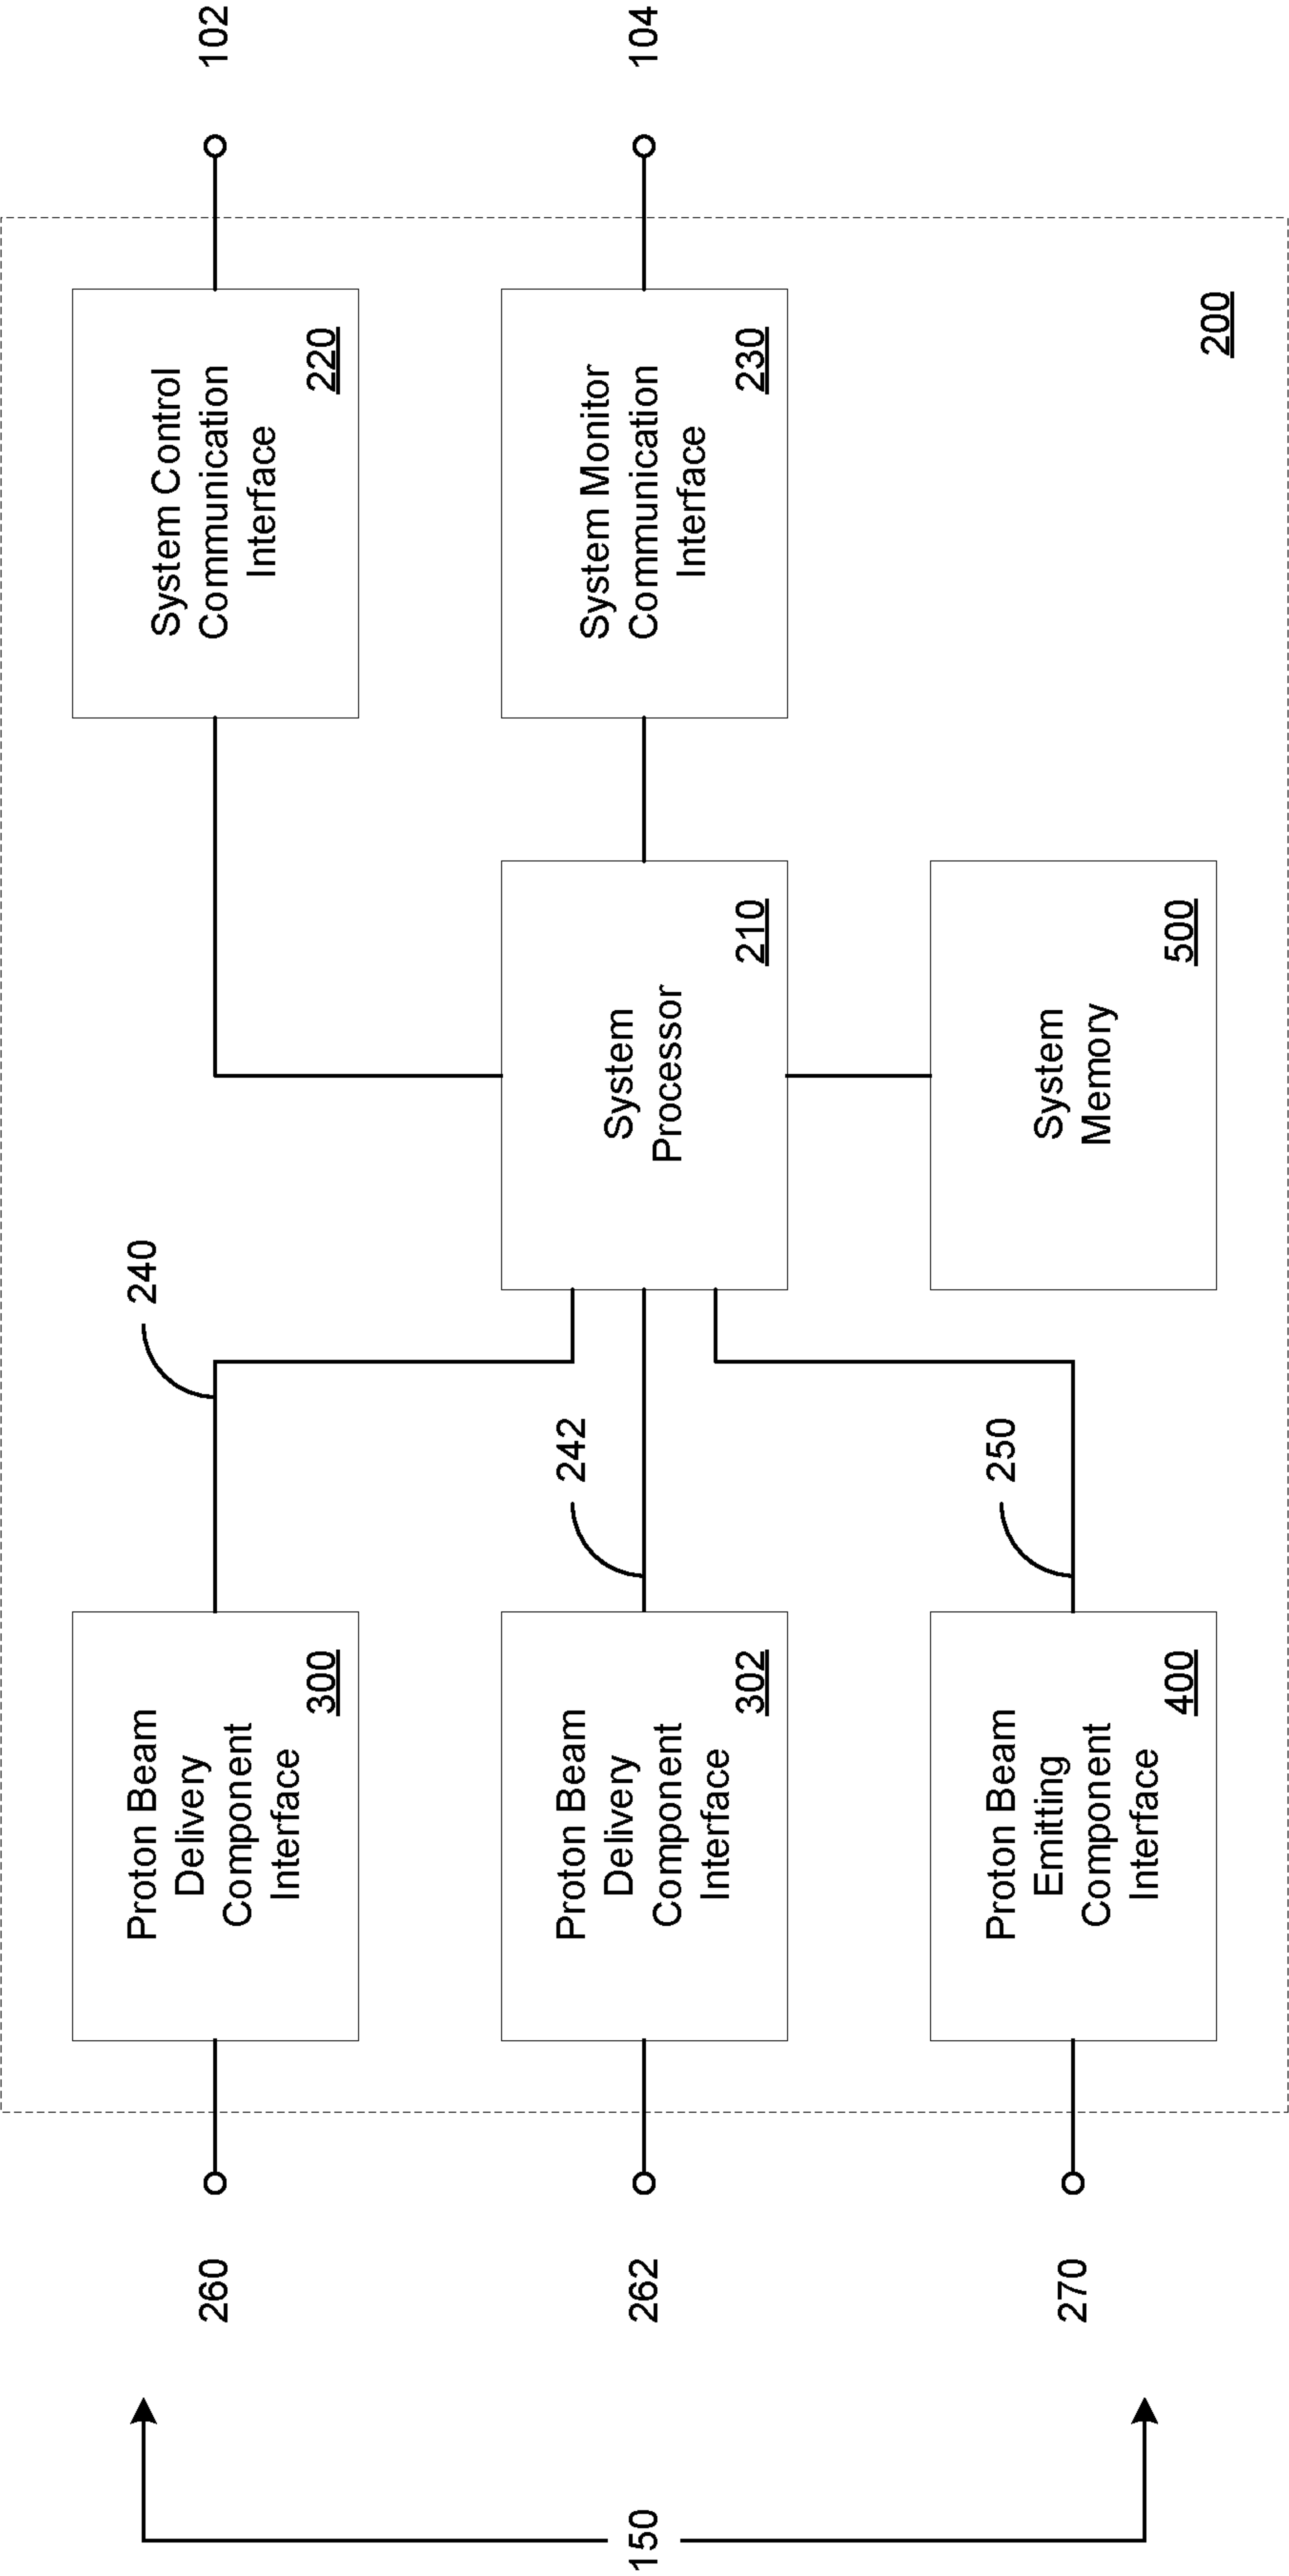 150
260
262
270
Proton Beam
Delivery
Component
Interface
300
Proton Beam
Delivery
Component
Interface
302
Proton Beam
Emitting
Component
Interface
400
240
242
250
System
Processor
210
System
Memory
500
System Control
Communication
Interface
220
System Monitor
Communication
Interface
230
200
102
104